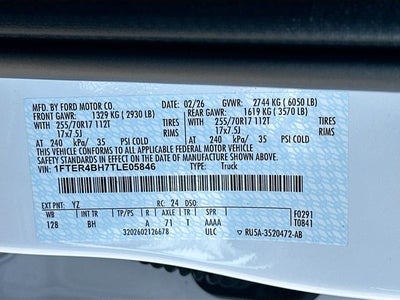 MFD. BY FORD MOTOR CO. 02/26 GVWR: 2744 KG ( 6050 LB)
FRONT GAWR: 1329 KG ( 2930 LB) REAR GAWR: 1619 KG ( 3570 LB)
WITH 255/70R17 112T TIRES WITH 255/70R17 112T TIRES
17x7.5J RIMS 17x7.5J RIMS
AT 240 kPa/ 35 PSI COLD AT 240 kPa/ 35 PSI COLD
THIS VEHICLE CONFORMS TO ALL APPLICABLE FEDERAL MOTOR VEHICLE
SAFETY STANDARDS IN EFFECT ON THE DATE OF MANUFACTURE SHOWN ABOVE.
VIN: 1FTER4BH7TLE05846 TYPE: Truck
EXT PNT: YZ RC: 24 DSO:
WB INT TR TP/PS R AXLE TR SPR F0291
128 BH A 71 T AAAA T0841
3202602126678 ULC RU5A-3520472-AB